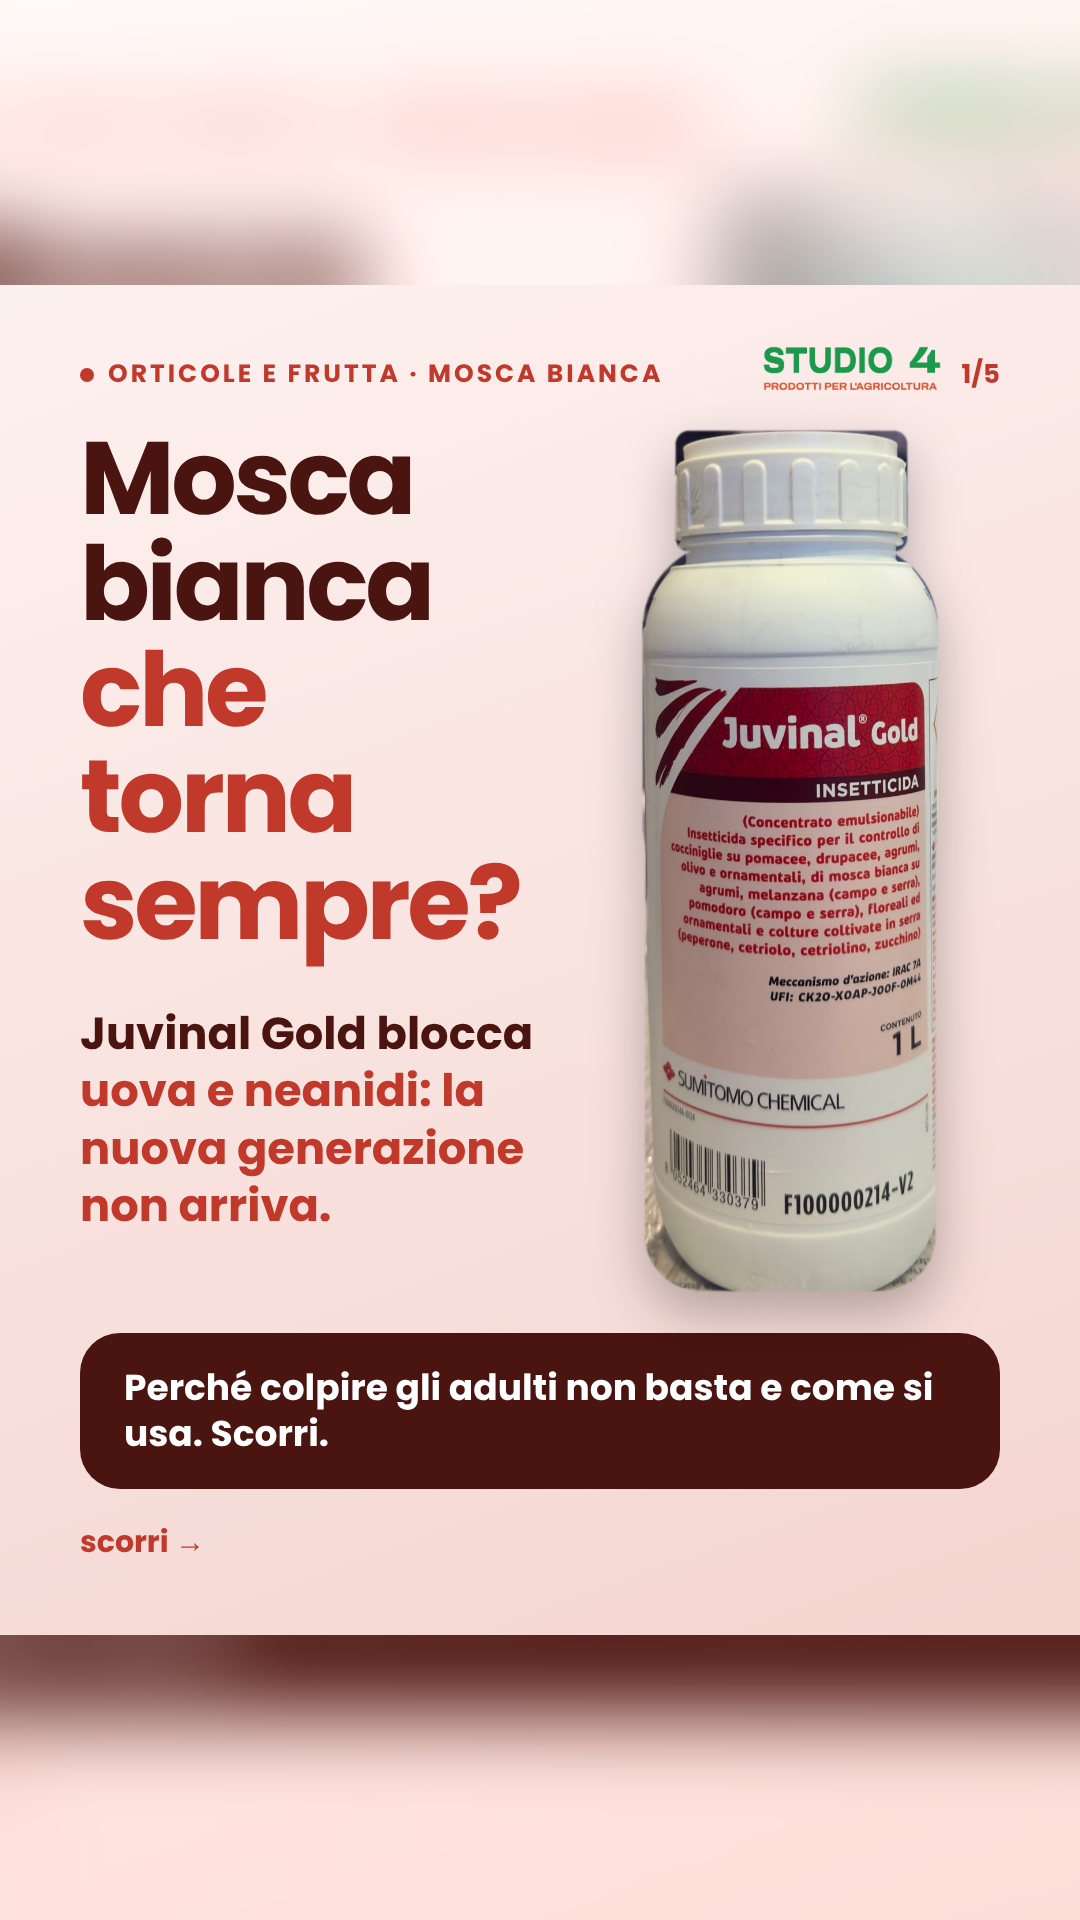 ORTICOLE E FRUTTA · MOSCA BIANCA
STUDIO 4
PRODOTTI PER L'AGRICOLTURA
1/5
Mosca
bianca
che
torna
sempre?
Juvinal Gold blocca
uova e neanidi: la
nuova generazione
non arriva.
Juvinal® Gold
INSETTICIDA
(Concentrato emulsionabile)
Insetticida specifico per il controllo di
cocciniglie su pomacee, drupacee, agrumi,
olivo e ornamentali, di mosca bianca su
agrumi, melanzana (campo e serra),
pomodoro (campo e serra), floreali ed
ornamentali e colture coltivate in serra
(peperone, cetriolo, cetriolino, zucchino)
Meccanismo d'azione: IRAC 7A
UFI: CK20-X0AP-J00F-0M44
CONTENUTO
1 L
SUMITOMO CHEMICAL
8 052464 330379
F100000214-V2
Perché colpire gli adulti non basta e come si
usa. Scorri.
scorri →